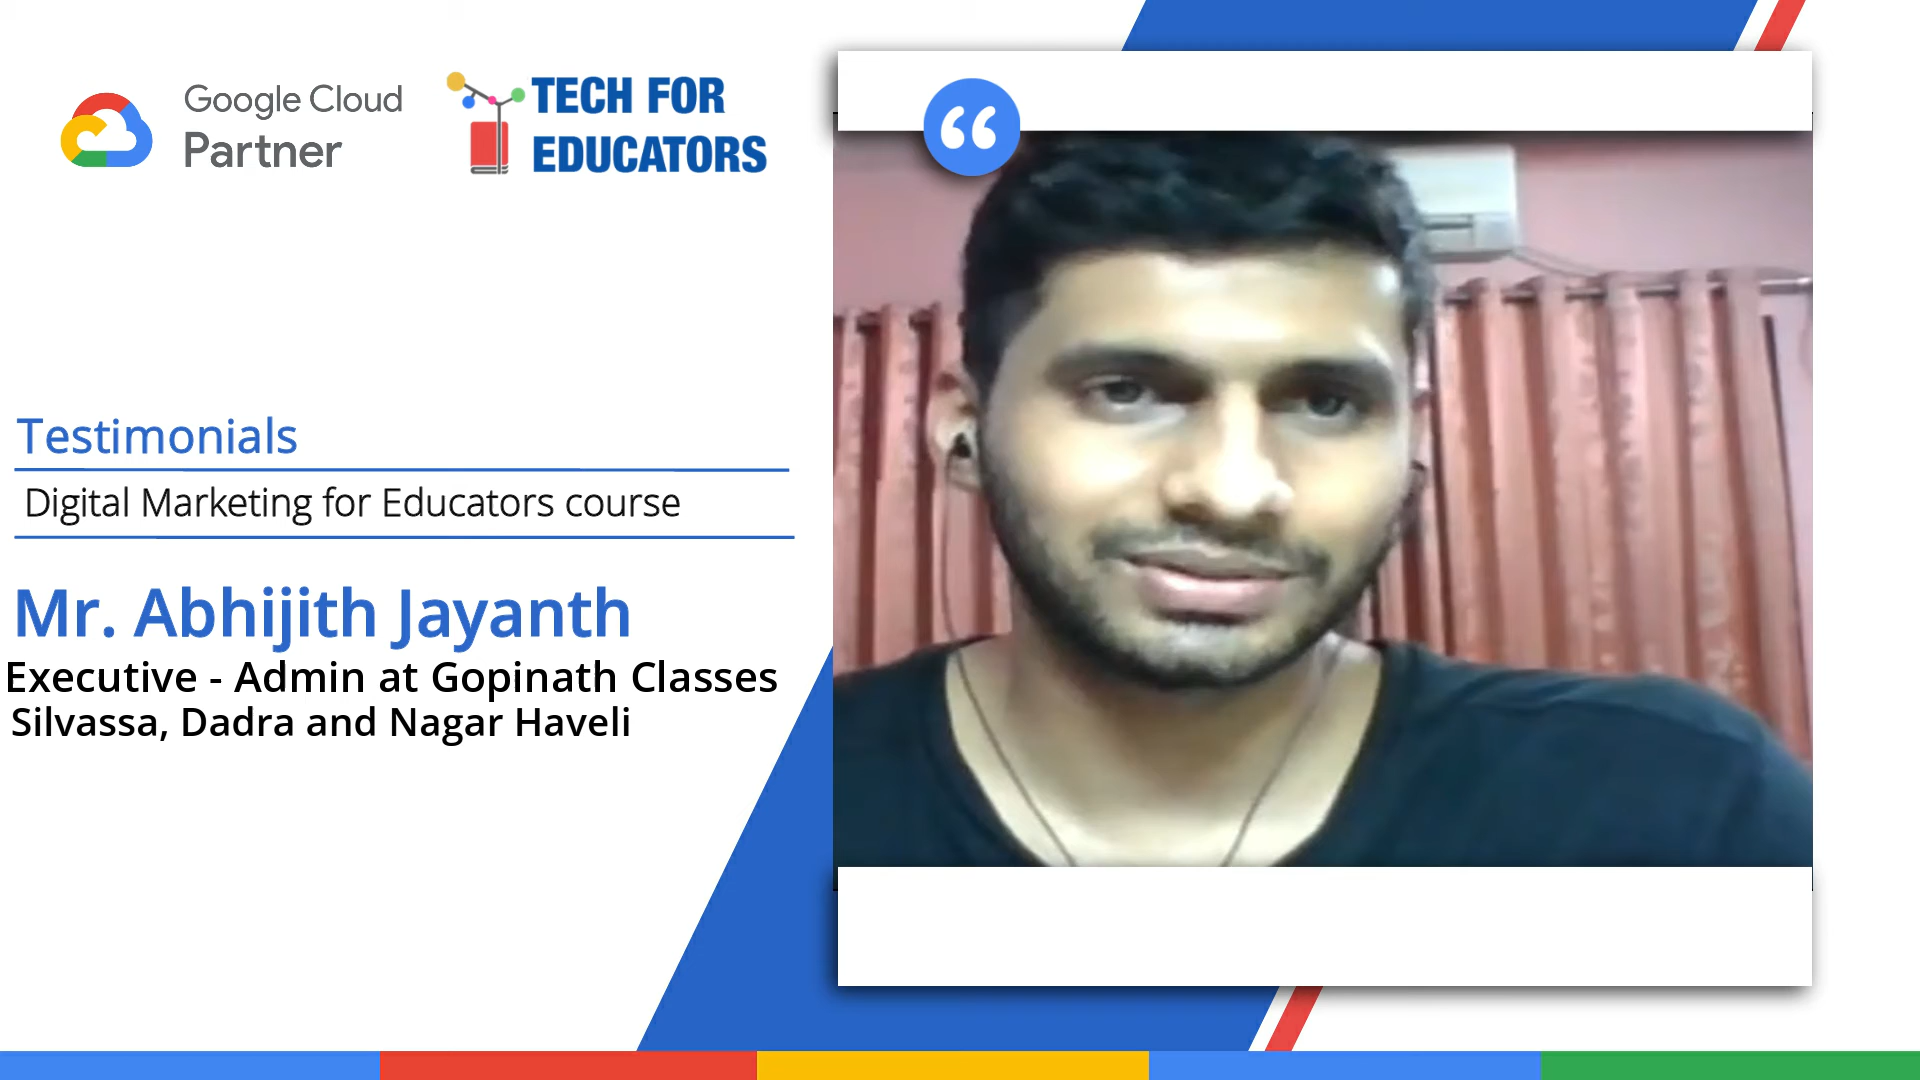 Google Cloud
Partner
TECH FOR
EDUCATORS
Testimonials
Digital Marketing for Educators course
Mr. Abhijith Jayanth
Executive - Admin at Gopinath Classes
Silvassa, Dadra and Nagar Haveli